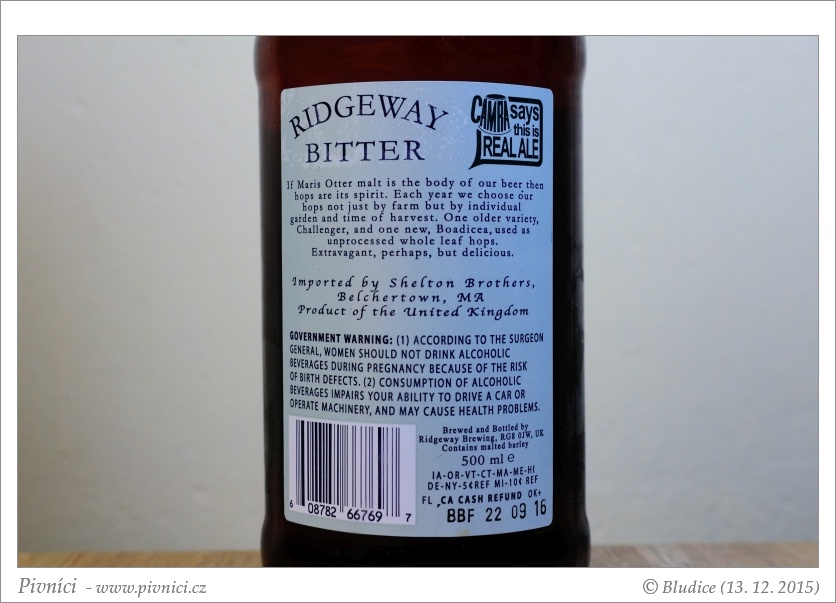 RIDGEWAY
BITTER
CAMRA says
this is
REAL ALE
If Maris Otter malt is the body of our beer then
hops are its spirit. Each year we choose our
hops not just by farm but by individual
garden and time of harvest. One older variety,
Challenger, and one new, Boadicea, used as
unprocessed whole leaf hops.
Extravagant, perhaps, but delicious.
Imported by Shelton Brothers,
Belchertown, MA
Product of the United Kingdom
GOVERNMENT WARNING: (1) ACCORDING TO THE SURGEON
GENERAL, WOMEN SHOULD NOT DRINK ALCOHOLIC
BEVERAGES DURING PREGNANCY BECAUSE OF THE RISK
OF BIRTH DEFECTS. (2) CONSUMPTION OF ALCOHOLIC
BEVERAGES IMPAIRS YOUR ABILITY TO DRIVE A CAR OR
OPERATE MACHINERY, AND MAY CAUSE HEALTH PROBLEMS.
Brewed and Bottled by
Ridgeway Brewing, RG8 0JW, UK
Contains malted barley
500 ml e
IA-OR-VT-CT-MA-ME-HI
DE-NY-5¢REF MI-10¢ REF
FL CA CASH REFUND OK+
BBF 22 09 16
6 08782 66769 7
Pivníci - www.pivnici.cz
© Bludice (13. 12. 2015)